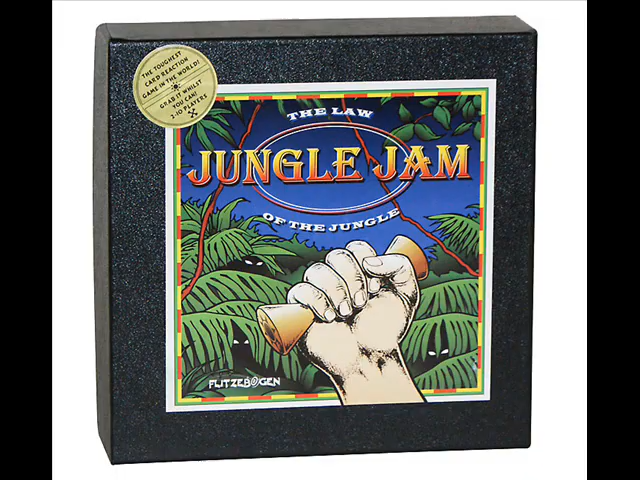 THE TOUGHEST
CARD REACTION
GAME IN THE WORLD!
GRAB IT WHILST
YOU CAN!
3-10 PLAYERS
THE LAW
JUNGLE JAM
OF THE JUNGLE
FLITZEBOGEN